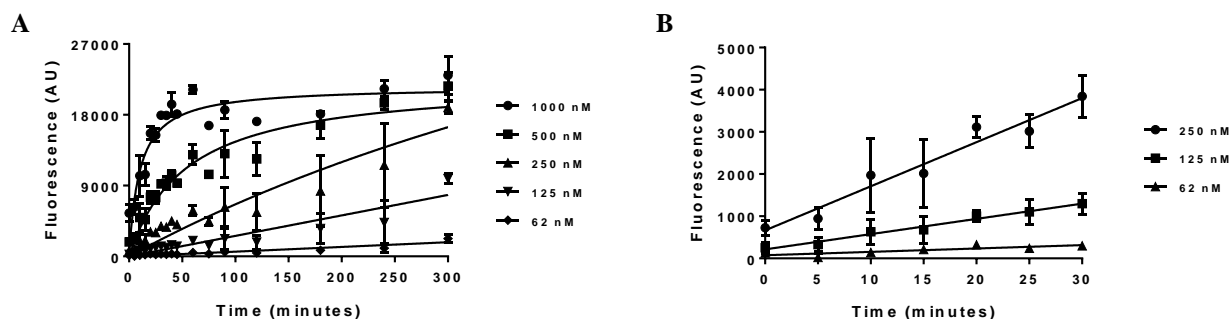 A
27000
18000
9000
0
Fluorescence (AU)
0 50 100 150 200 250 300
Time (minutes)
1000 nM
500 nM
250 nM
125 nM
62 nM
B
5000
4000
3000
2000
1000
0
Fluorescence (AU)
0 5 10 15 20 25 30
Time (minutes)
250 nM
125 nM
62 nM